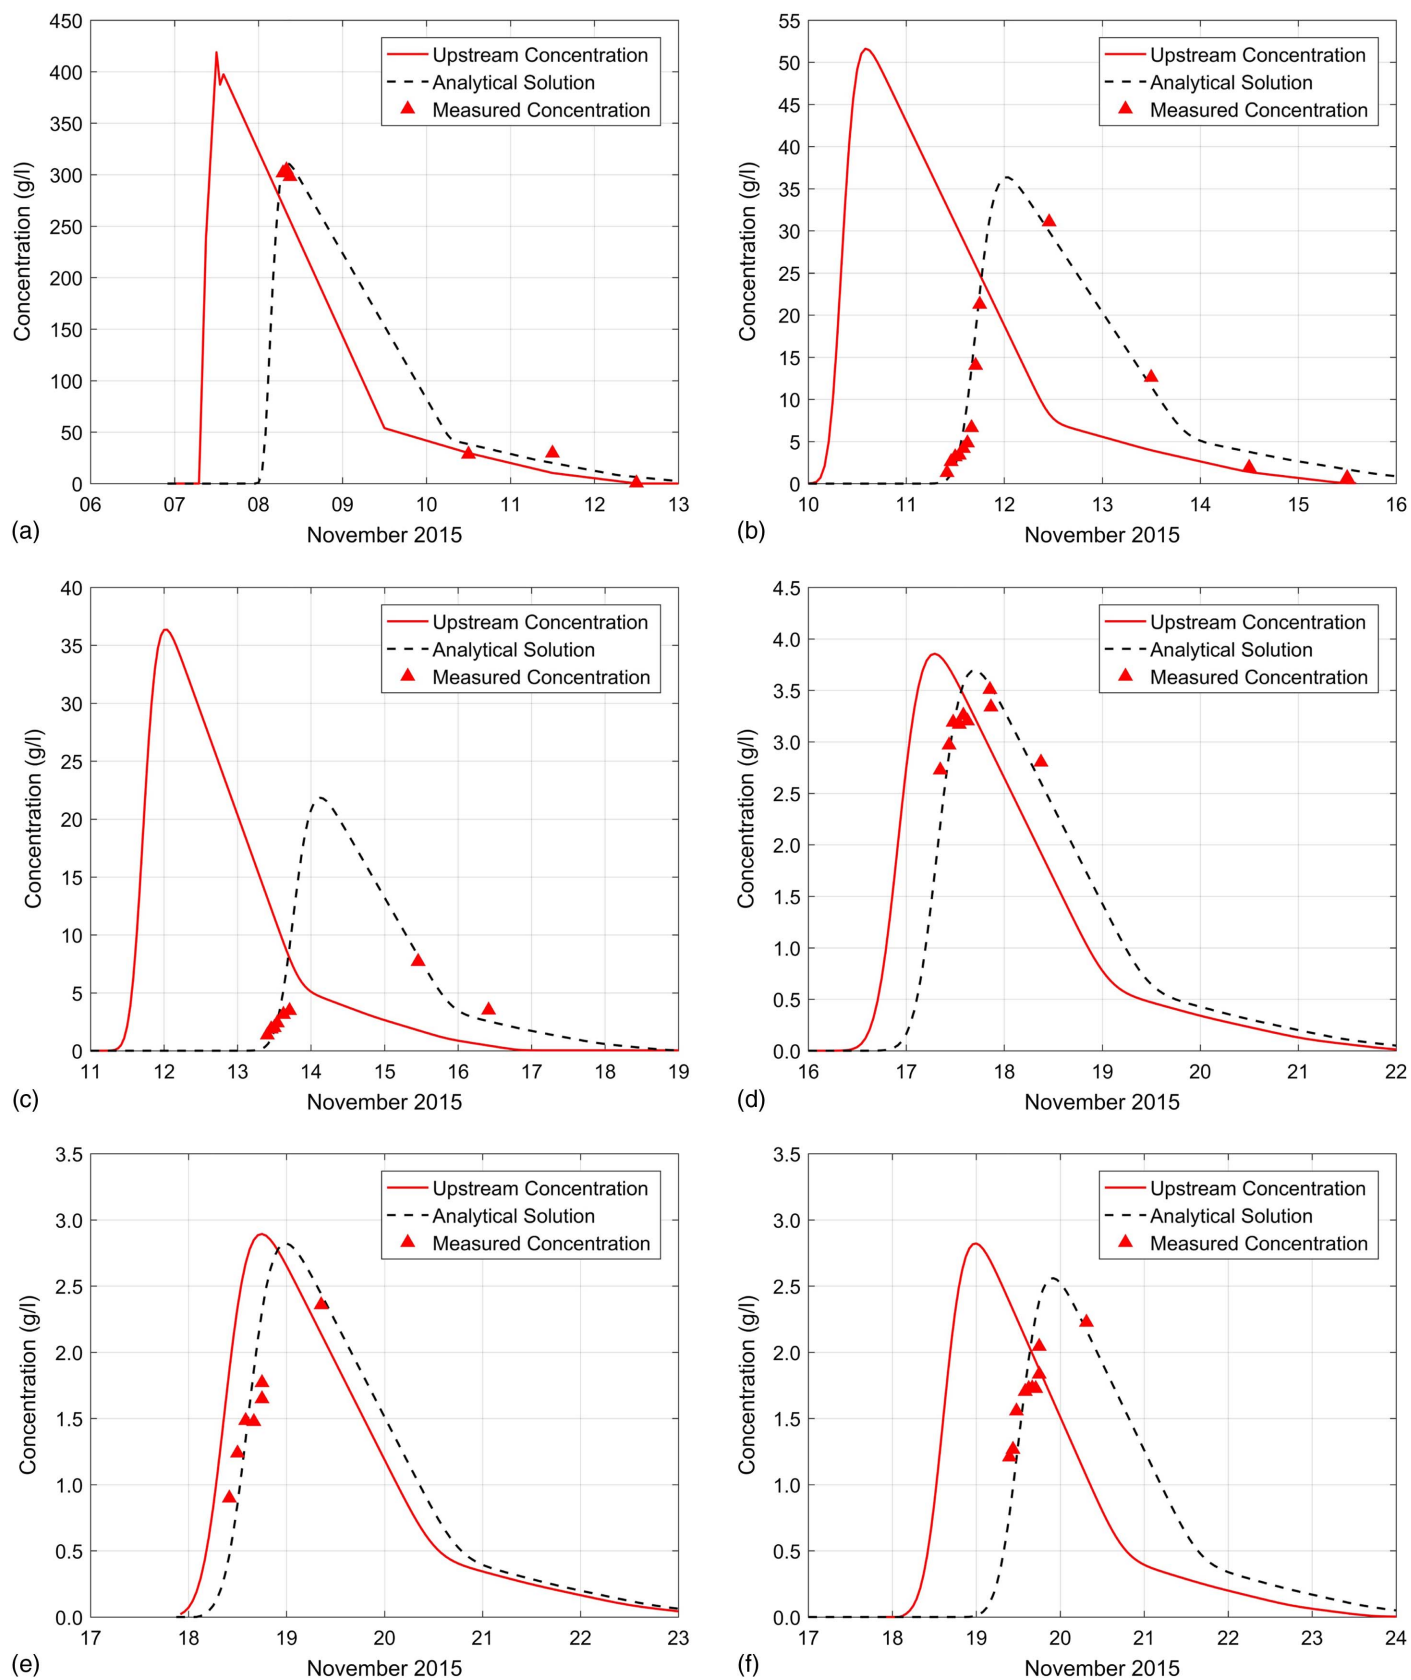 450
400
350
300
250
200
150
100
50
0
Concentration (g/l)
Upstream Concentration
Analytical Solution
Measured Concentration
06 07 08 09 10 11 12 13
November 2015
(a)
55
50
45
40
35
30
25
20
15
10
5
0
Concentration (g/l)
Upstream Concentration
Analytical Solution
Measured Concentration
10 11 12 13 14 15 16
November 2015
(b)
40
35
30
25
20
15
10
5
0
Concentration (g/l)
Upstream Concentration
Analytical Solution
Measured Concentration
11 12 13 14 15 16 17 18 19
November 2015
(c)
4.5
4.0
3.5
3.0
2.5
2.0
1.5
1.0
0.5
0.0
Concentration (g/l)
Upstream Concentration
Analytical Solution
Measured Concentration
16 17 18 19 20 21 22
November 2015
(d)
3.5
3.0
2.5
2.0
1.5
1.0
0.5
0.0
Concentration (g/l)
Upstream Concentration
Analytical Solution
Measured Concentration
17 18 19 20 21 22 23
November 2015
(e)
3.5
3.0
2.5
2.0
1.5
1.0
0.5
0.0
Concentration (g/l)
Upstream Concentration
Analytical Solution
Measured Concentration
17 18 19 20 21 22 23 24
November 2015
(f)